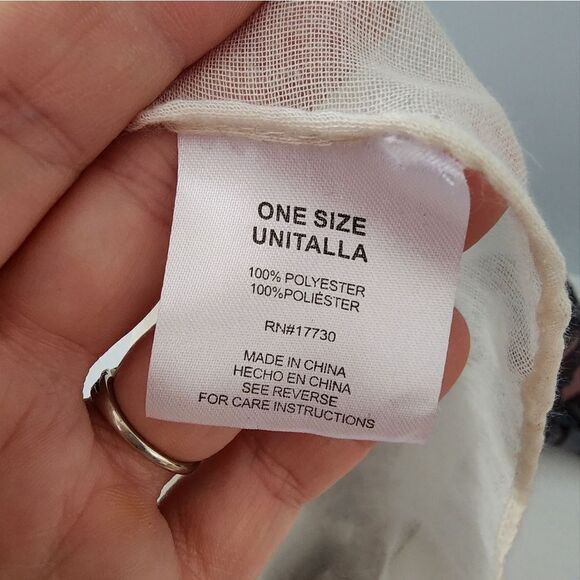 ONE SIZE
UNITALLA
100% POLYESTER
100%POLIÉSTER
RN#17730
MADE IN CHINA
HECHO EN CHINA
SEE REVERSE
FOR CARE INSTRUCTIONS